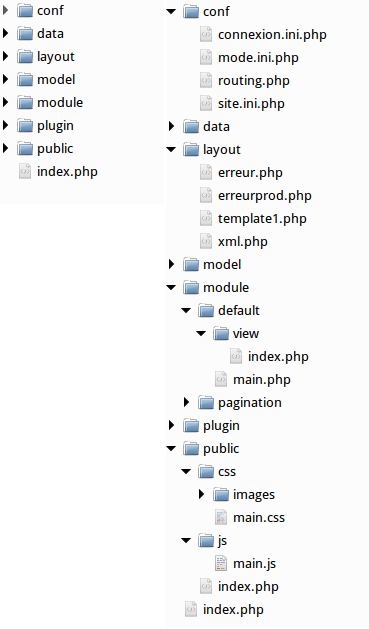 conf
data
layout
model
module
plugin
public
index.php
conf
connexion.ini.php
mode.ini.php
routing.php
site.ini.php
data
layout
erreur.php
erreurprod.php
template1.php
xml.php
model
module
default
view
index.php
main.php
pagination
plugin
public
css
images
main.css
js
main.js
index.php
index.php